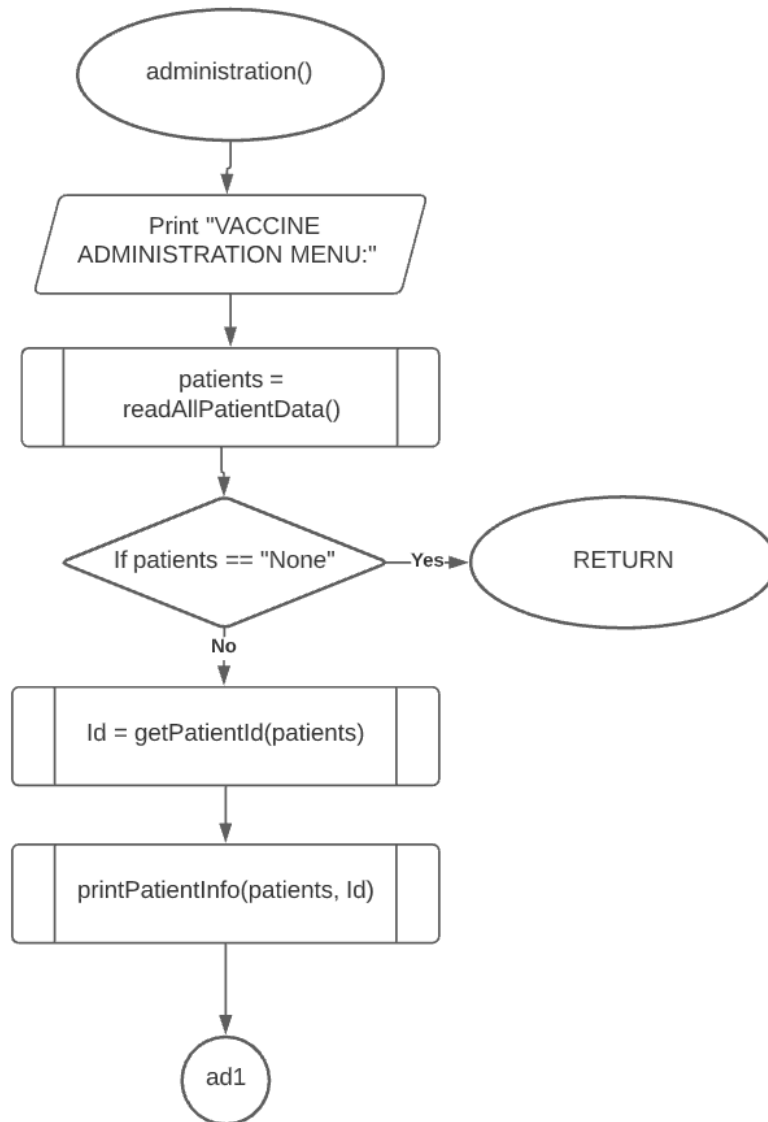 administration()
Print "VACCINE
ADMINISTRATION MENU:"
patients =
readAllPatientData()
If patients == "None"
Yes
RETURN
No
Id = getPatientId(patients)
printPatientInfo(patients, Id)
ad1